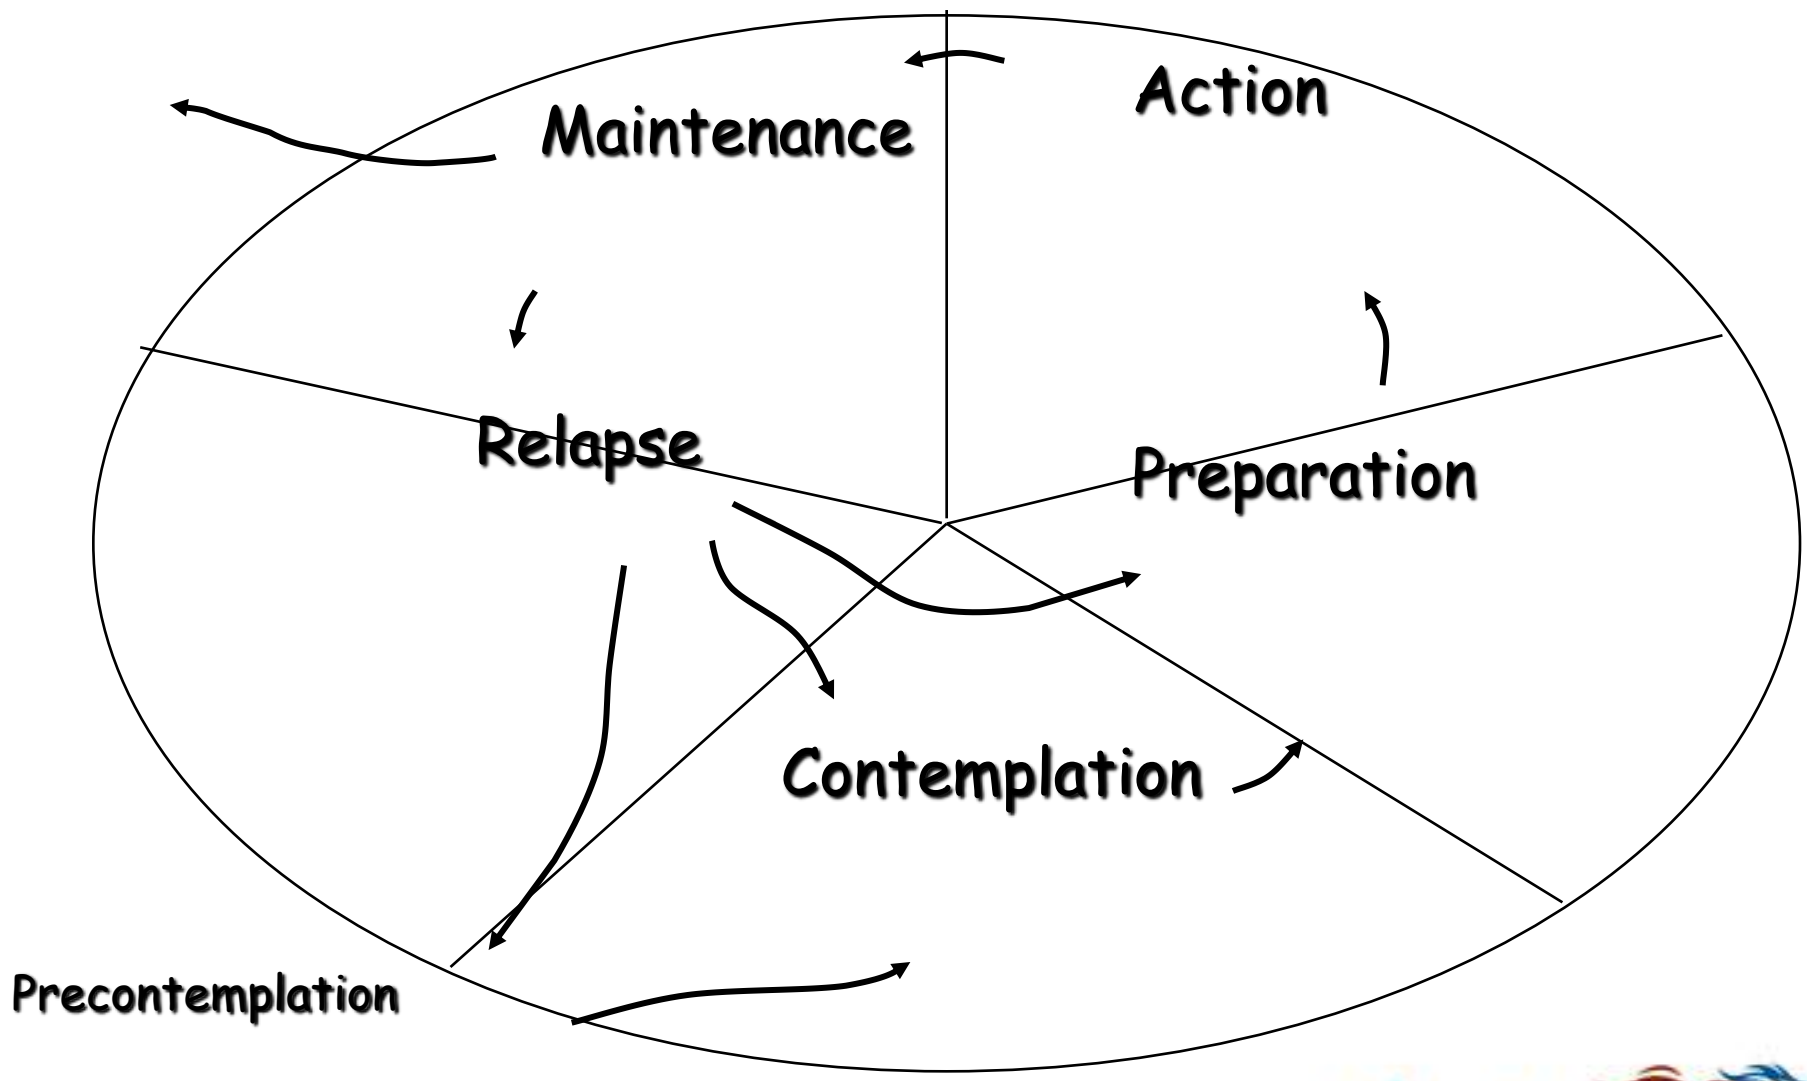 Action
Maintenance
Relapse
Preparation
Contemplation
Precontemplation